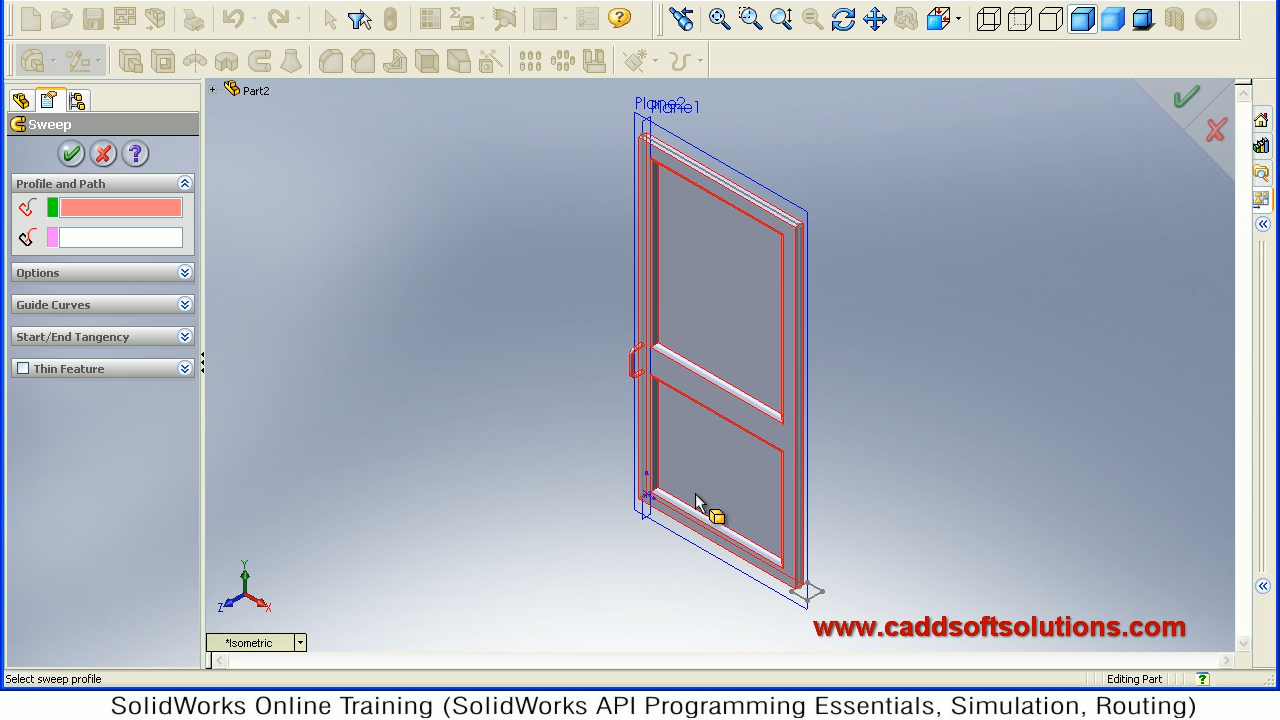 Part2
Sweep
Profile and Path
Options
Guide Curves
Start/End Tangency
Thin Feature
Plane2
Plane1
Y
Z
X
*Isometric
www.caddsoftsolutions.com
Select sweep profile
Editing Part
SolidWorks Online Training (SolidWorks API Programming Essentials, Simulation, Routing)